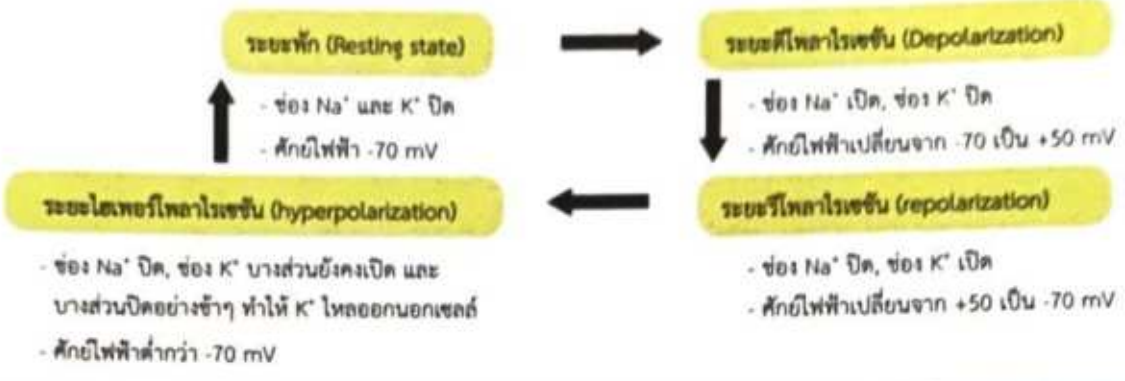 ระยะพัก (Resting state)
- ช่อง Na⁺ และ K⁺ ปิด
- ศักย์ไฟฟ้า -70 mV
ระยะดีโพลาไรเซชัน (Depolarization)
- ช่อง Na⁺ เปิด, ช่อง K⁺ ปิด
- ศักย์ไฟฟ้าเปลี่ยนจาก -70 เป็น +50 mV
ระยะรีโพลาไรเซชัน (repolarization)
- ช่อง Na⁺ ปิด, ช่อง K⁺ เปิด
- ศักย์ไฟฟ้าเปลี่ยนจาก +50 เป็น -70 mV
ระยะไฮเพอร์โพลาไรเซชัน (hyperpolarization)
- ช่อง Na⁺ ปิด, ช่อง K⁺ บางส่วนยังคงเปิด และ
บางส่วนปิดอย่างช้าๆ ทำให้ K⁺ ไหลออกนอกเซลล์
- ศักย์ไฟฟ้าต่ำกว่า -70 mV